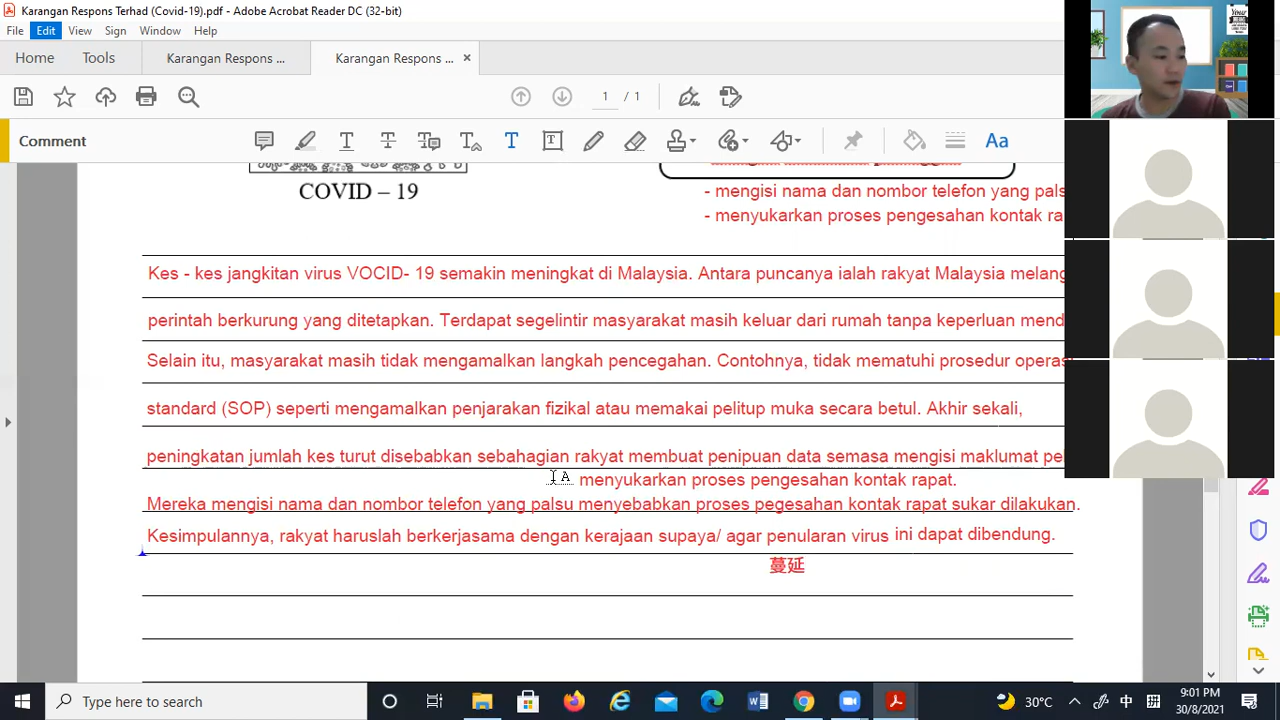 Karangan Respons Terhad (Covid-19).pdf - Adobe Acrobat Reader DC (32-bit)
File Edit View Sign Window Help
Home Tools Karangan Respons ... Karangan Respons ... ×
1 / 1
Comment
COVID – 19
- mengisi nama dan nombor telefon yang pals
- menyukarkan proses pengesahan kontak ra
Kes - kes jangkitan virus VOCID- 19 semakin meningkat di Malaysia. Antara puncanya ialah rakyat Malaysia melang
perintah berkurung yang ditetapkan. Terdapat segelintir masyarakat masih keluar dari rumah tanpa keperluan mend
Selain itu, masyarakat masih tidak mengamalkan langkah pencegahan. Contohnya, tidak mematuhi prosedur operas
standard (SOP) seperti mengamalkan penjarakan fizikal atau memakai pelitup muka secara betul. Akhir sekali,
peningkatan jumlah kes turut disebabkan sebahagian rakyat membuat penipuan data semasa mengisi maklumat pel
menyukarkan proses pengesahan kontak rapat.
Mereka mengisi nama dan nombor telefon yang palsu menyebabkan proses pegesahan kontak rapat sukar dilakukan.
Kesimpulannya, rakyat haruslah berkerjasama dengan kerajaan supaya/ agar penularan virus ini dapat dibendung.
蔓延
Type here to search
30°C
中 拼
9:01 PM
30/8/2021